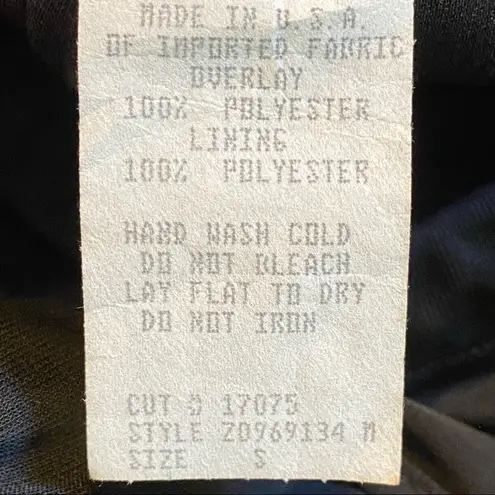 MADE IN U.S.A.
OF IMPORTED FABRIC
OVERLAY
100% POLYESTER
LINING
100% POLYESTER
HAND WASH COLD
DO NOT BLEACH
LAY FLAT TO DRY
DO NOT IRON
CUT # 17075
STYLE Z0969134 M
SIZE S